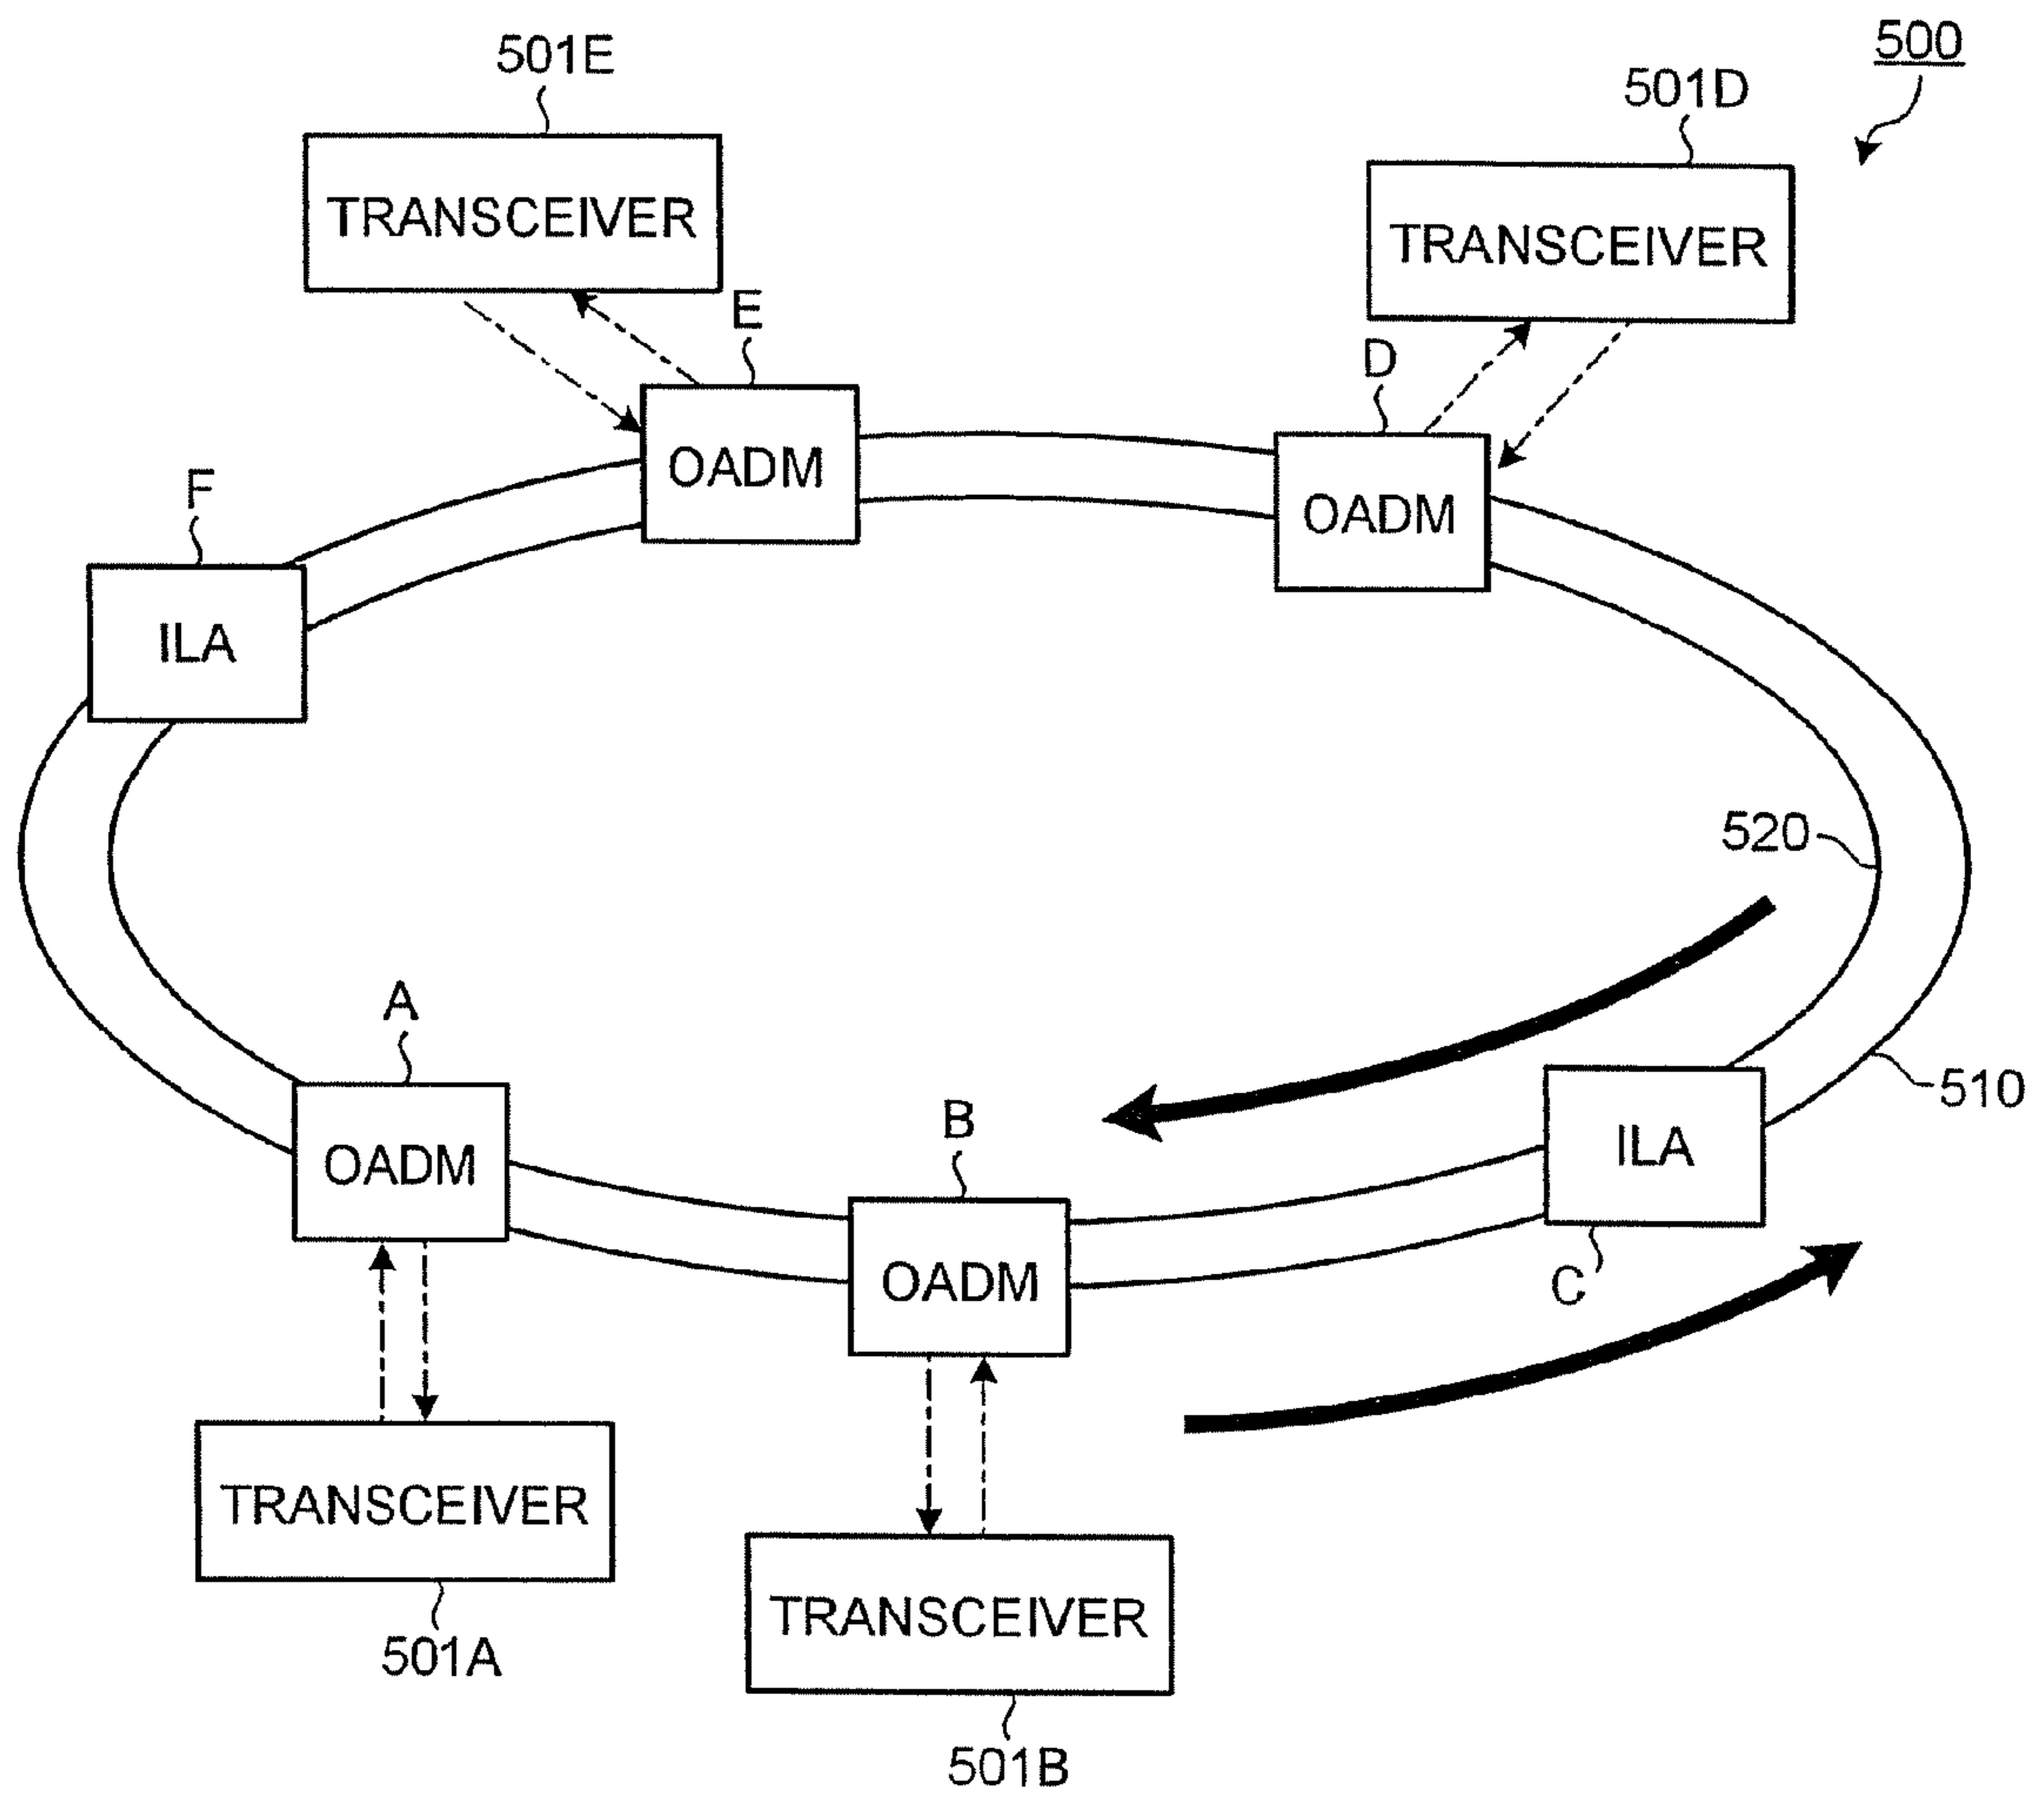 500
501E
501D
TRANSCEIVER
TRANSCEIVER
E
D
OADM
OADM
F
ILA
520
A
510
B
OADM
ILA
OADM
C
TRANSCEIVER
TRANSCEIVER
501A
501B